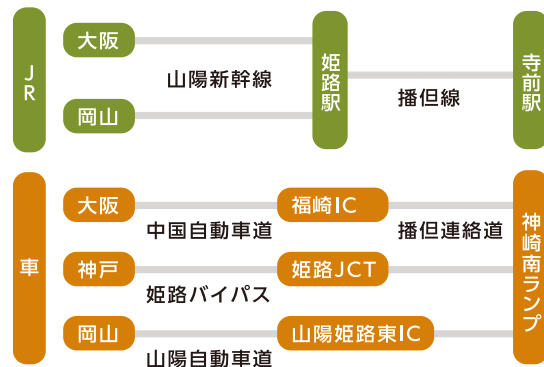 JR
大阪
山陽新幹線
岡山
姫路駅
播但線
寺前駅
車
大阪
中国自動車道
福崎IC
播但連絡道
神戸
姫路バイパス
姫路JCT
岡山
山陽自動車道
山陽姫路東IC
神崎南ランプ